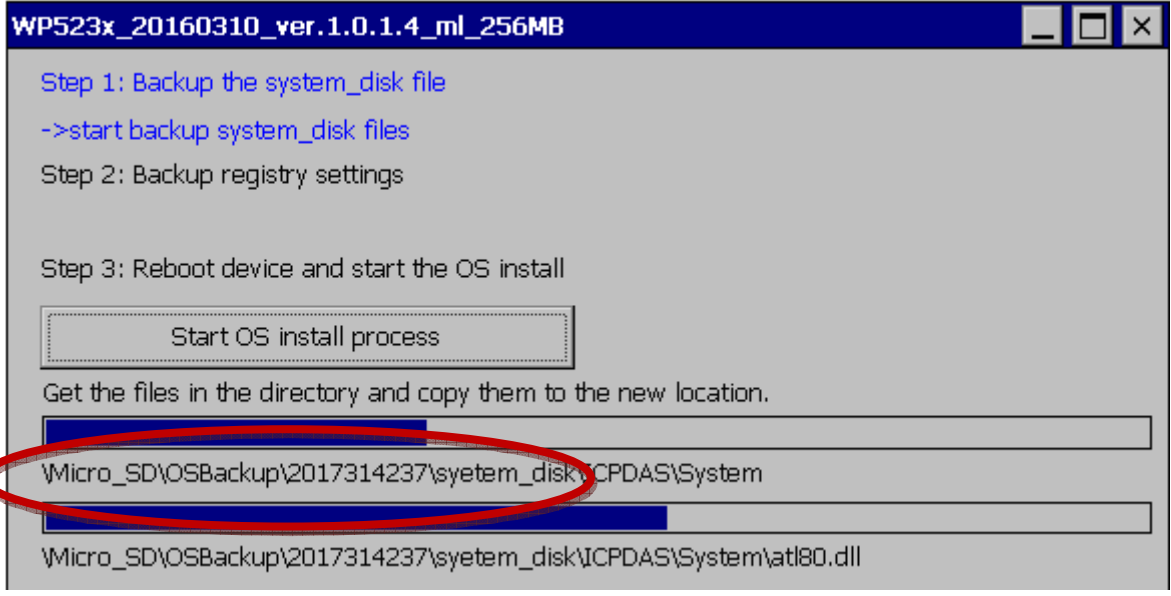 WP523x_20160310_ver.1.0.1.4_ml_256MB
Step 1: Backup the system_disk file
->start backup system_disk files
Step 2: Backup registry settings
Step 3: Reboot device and start the OS install
Start OS install process
Get the files in the directory and copy them to the new location.
\Micro_SD\OSBackup\2017314237\syetem_disk\ICPDAS\System
\Micro_SD\OSBackup\2017314237\syetem_disk\ICPDAS\System\atl80.dll